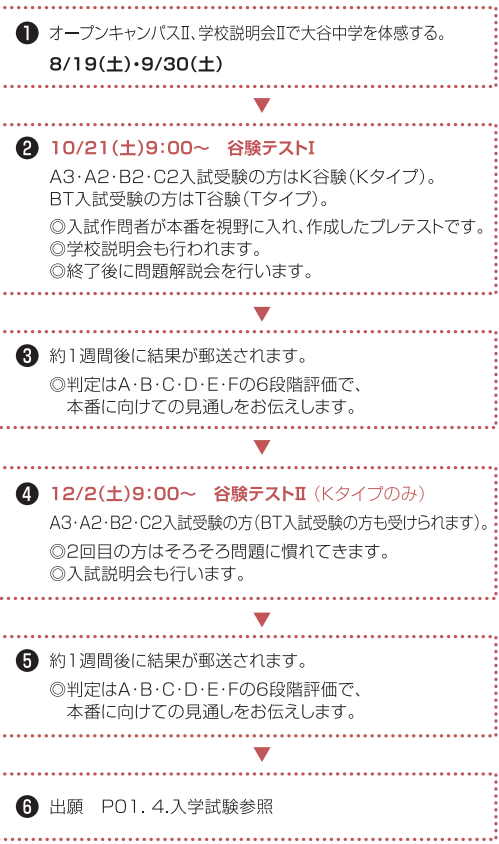 ❶ オープンキャンパスⅡ、学校説明会Ⅱで大谷中学を体感する。
8/19(土)・9/30(土)
❷ 10/21(土)9:00〜 谷験テストⅠ
A3・A2・B2・C2入試受験の方はK谷験(Kタイプ)。
BT入試受験の方はT谷験(Tタイプ)。
◎入試作問者が本番を視野に入れ、作成したプレテストです。
◎学校説明会も行われます。
◎終了後に問題解説会を行います。
❸ 約1週間後に結果が郵送されます。
◎判定はA・B・C・D・E・Fの6段階評価で、
本番に向けての見通しをお伝えします。
❹ 12/2(土)9:00〜 谷験テストⅡ(Kタイプのみ)
A3・A2・B2・C2入試受験の方(BT入試受験の方も受けられます)。
◎2回目の方はそろそろ問題に慣れてきます。
◎入試説明会も行います。
❺ 約1週間後に結果が郵送されます。
◎判定はA・B・C・D・E・Fの6段階評価で、
本番に向けての見通しをお伝えします。
❻ 出願 P01. 4.入学試験参照